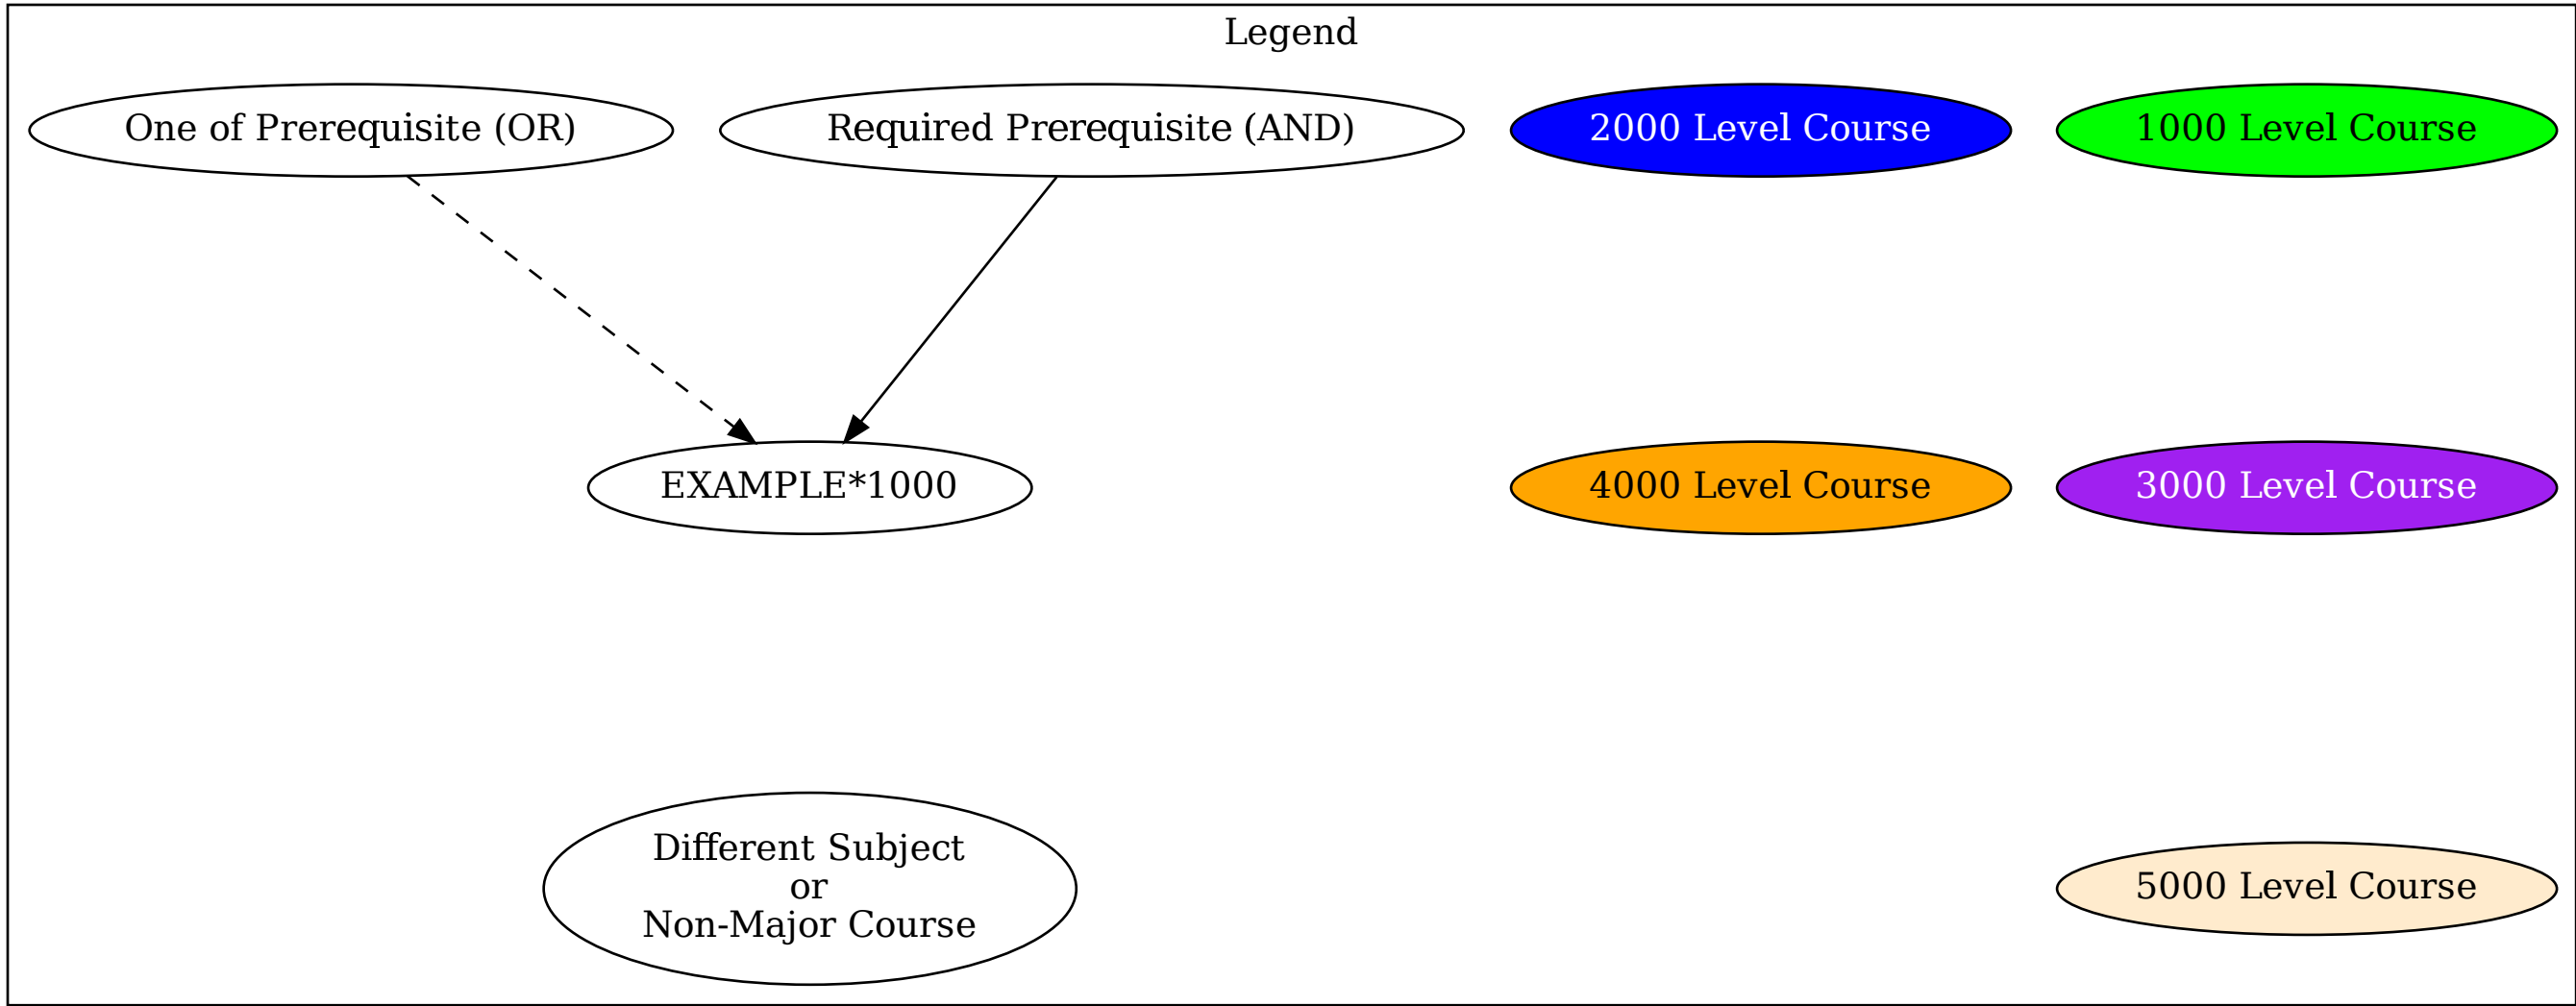 Legend
One of Prerequisite (OR)
Required Prerequisite (AND)
2000 Level Course
1000 Level Course
EXAMPLE*1000
4000 Level Course
3000 Level Course
Different Subject
or
Non-Major Course
5000 Level Course